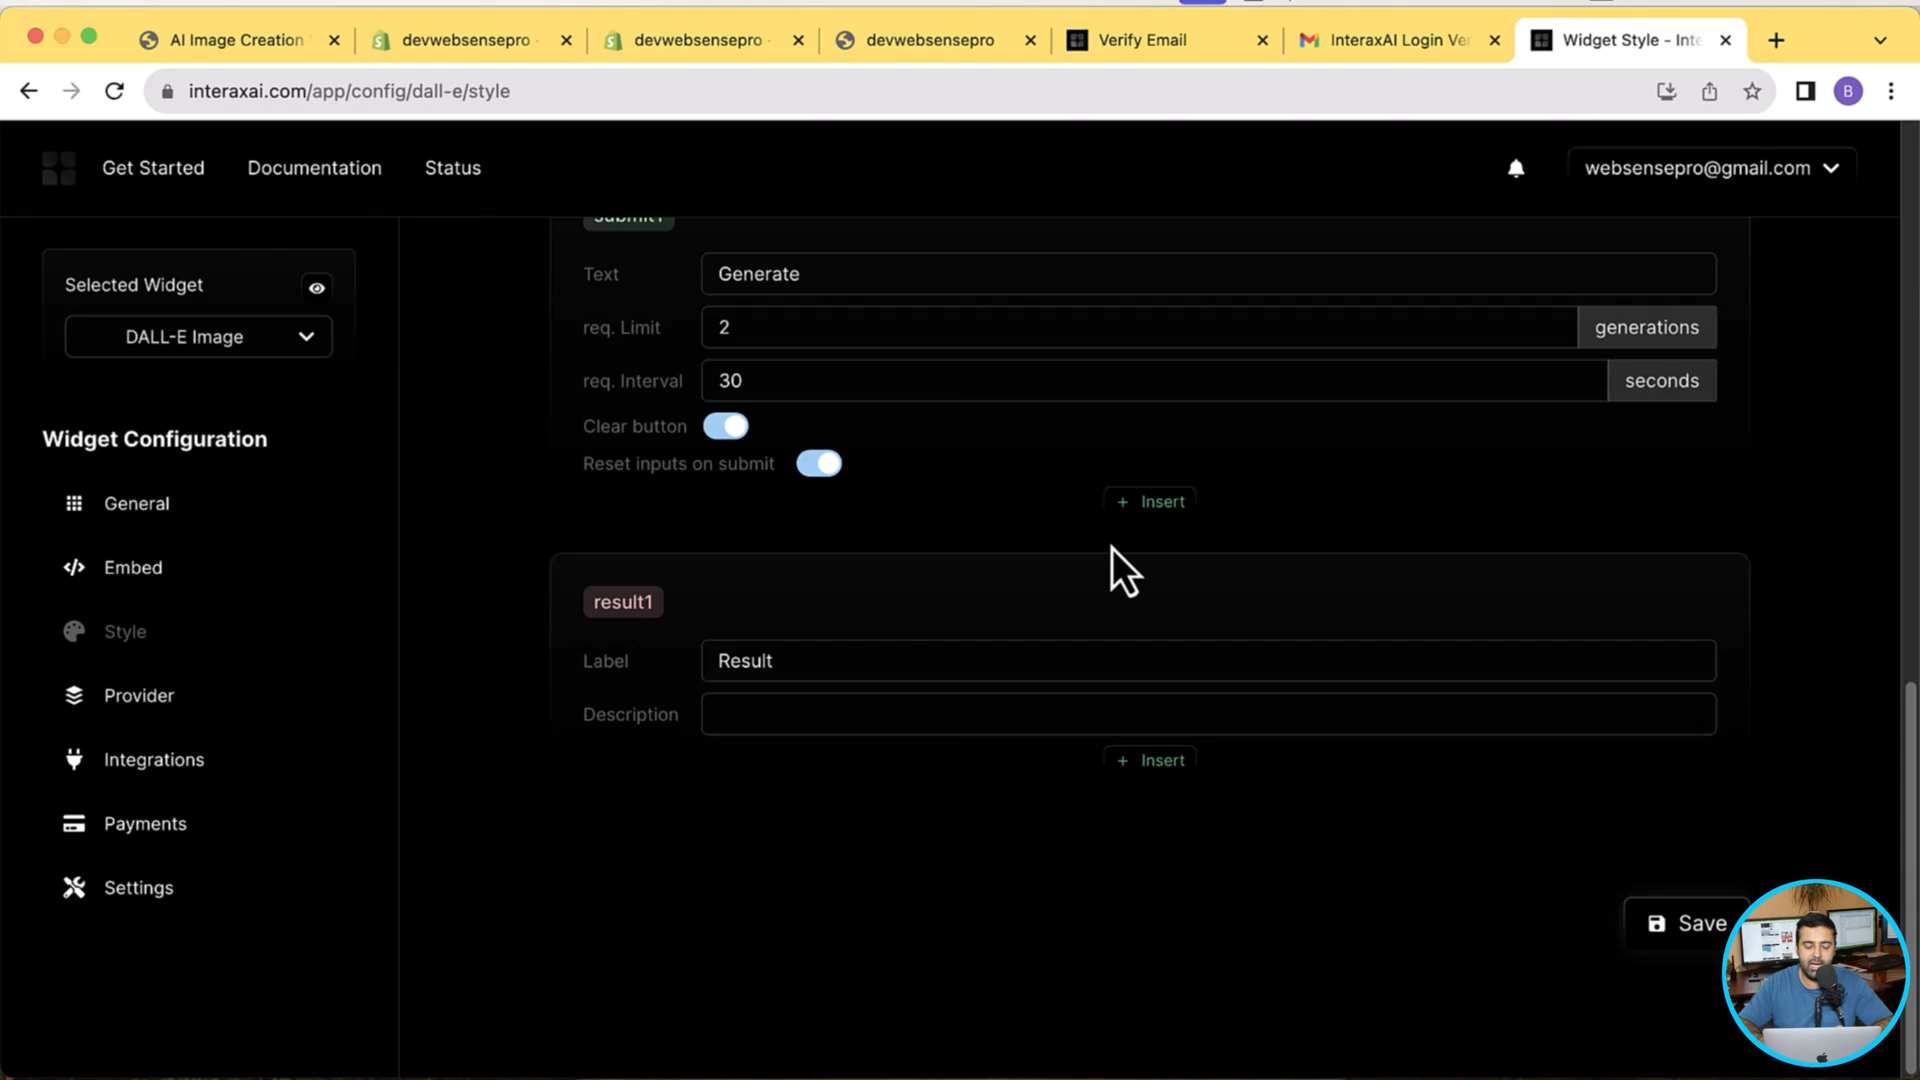 AI Image Creation
devwebsensepro
devwebsensepro
devwebsensepro
Verify Email
InteraxAI Login Ver
Widget Style - Inte
interaxai.com/app/config/dall-e/style
B
Get Started
Documentation
Status
websensepro@gmail.com
Selected Widget
DALL-E Image
Widget Configuration
General
Embed
Style
Provider
Integrations
Payments
Settings
submit1
Text
Generate
req. Limit
2
generations
req. Interval
30
seconds
Clear button
Reset inputs on submit
+ Insert
result1
Label
Result
Description
+ Insert
Save